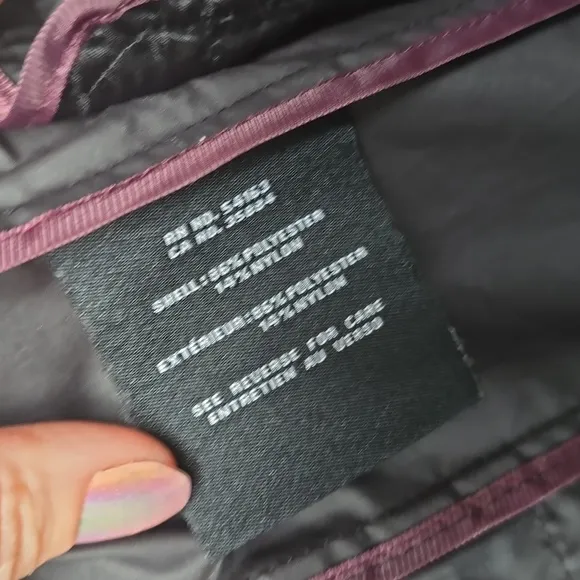 RN NO. 54163
CA NO. 35884
SHELL: 86% POLYESTER
14% NYLON
EXTÉRIEUR: 86% POLYESTER
14% NYLON
SEE REVERSE FOR CARE
ENTRETIEN AU VERSO